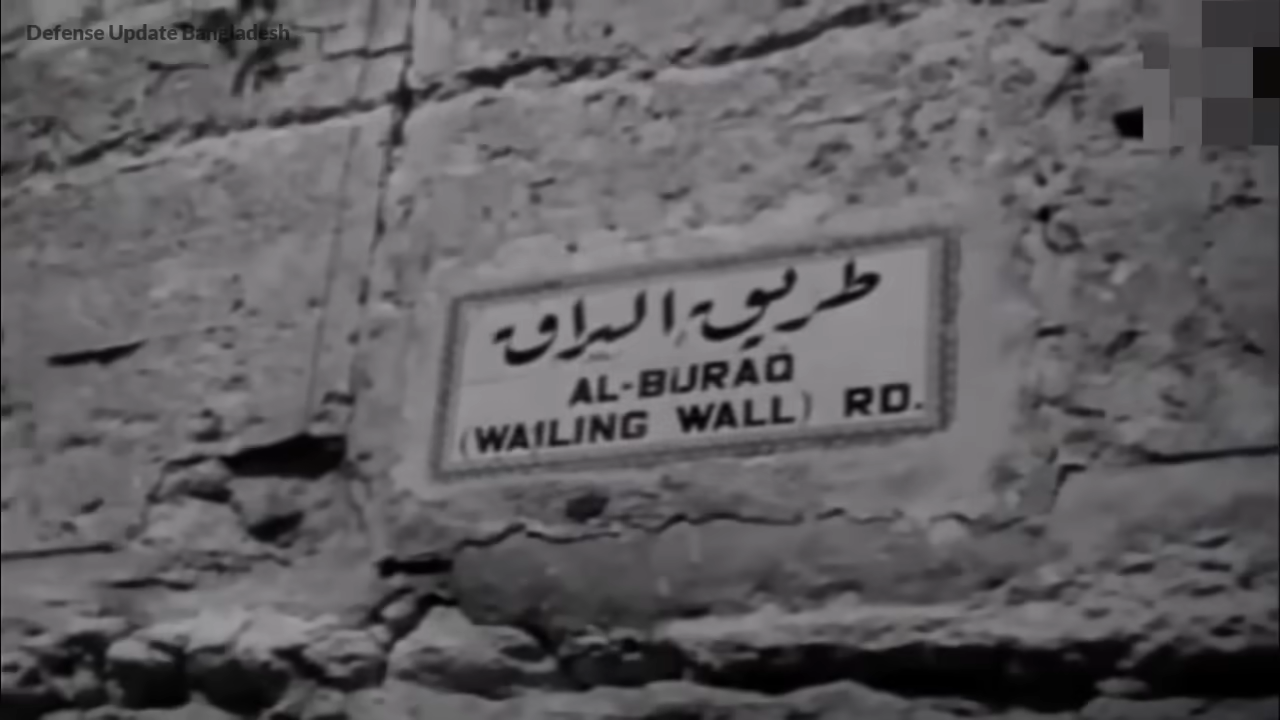 Defense Update Bangladesh
طريق البراق
AL-BURAQ
(WAILING WALL) RD.